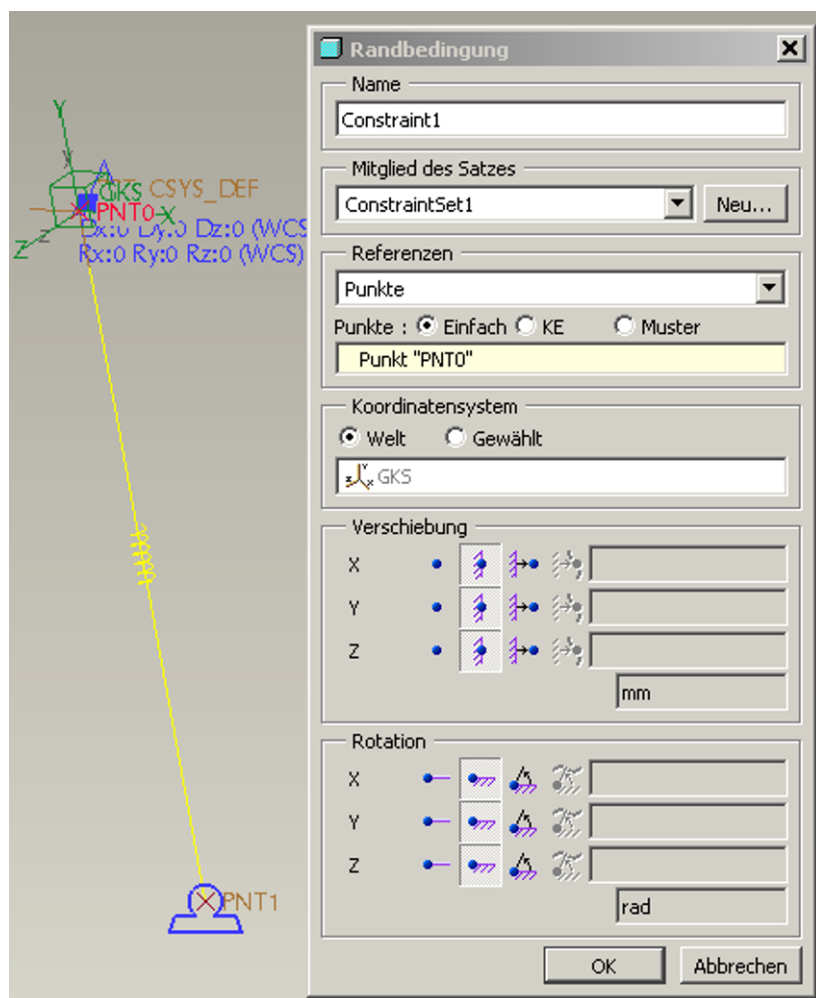 Y
CSYS_DEF
GKS
PNT0
X
Z
Dx:0 Dy:0 Dz:0 (WCS)
Rx:0 Ry:0 Rz:0 (WCS)
PNT1
Randbedingung
Name
Constraint1
Mitglied des Satzes
ConstraintSet1
Neu...
Referenzen
Punkte
Punkte : Einfach KE Muster
Punkt "PNT0"
Koordinatensystem
Welt Gewählt
GKS
Verschiebung
X
Y
Z
mm
Rotation
X
Y
Z
rad
OK Abbrechen